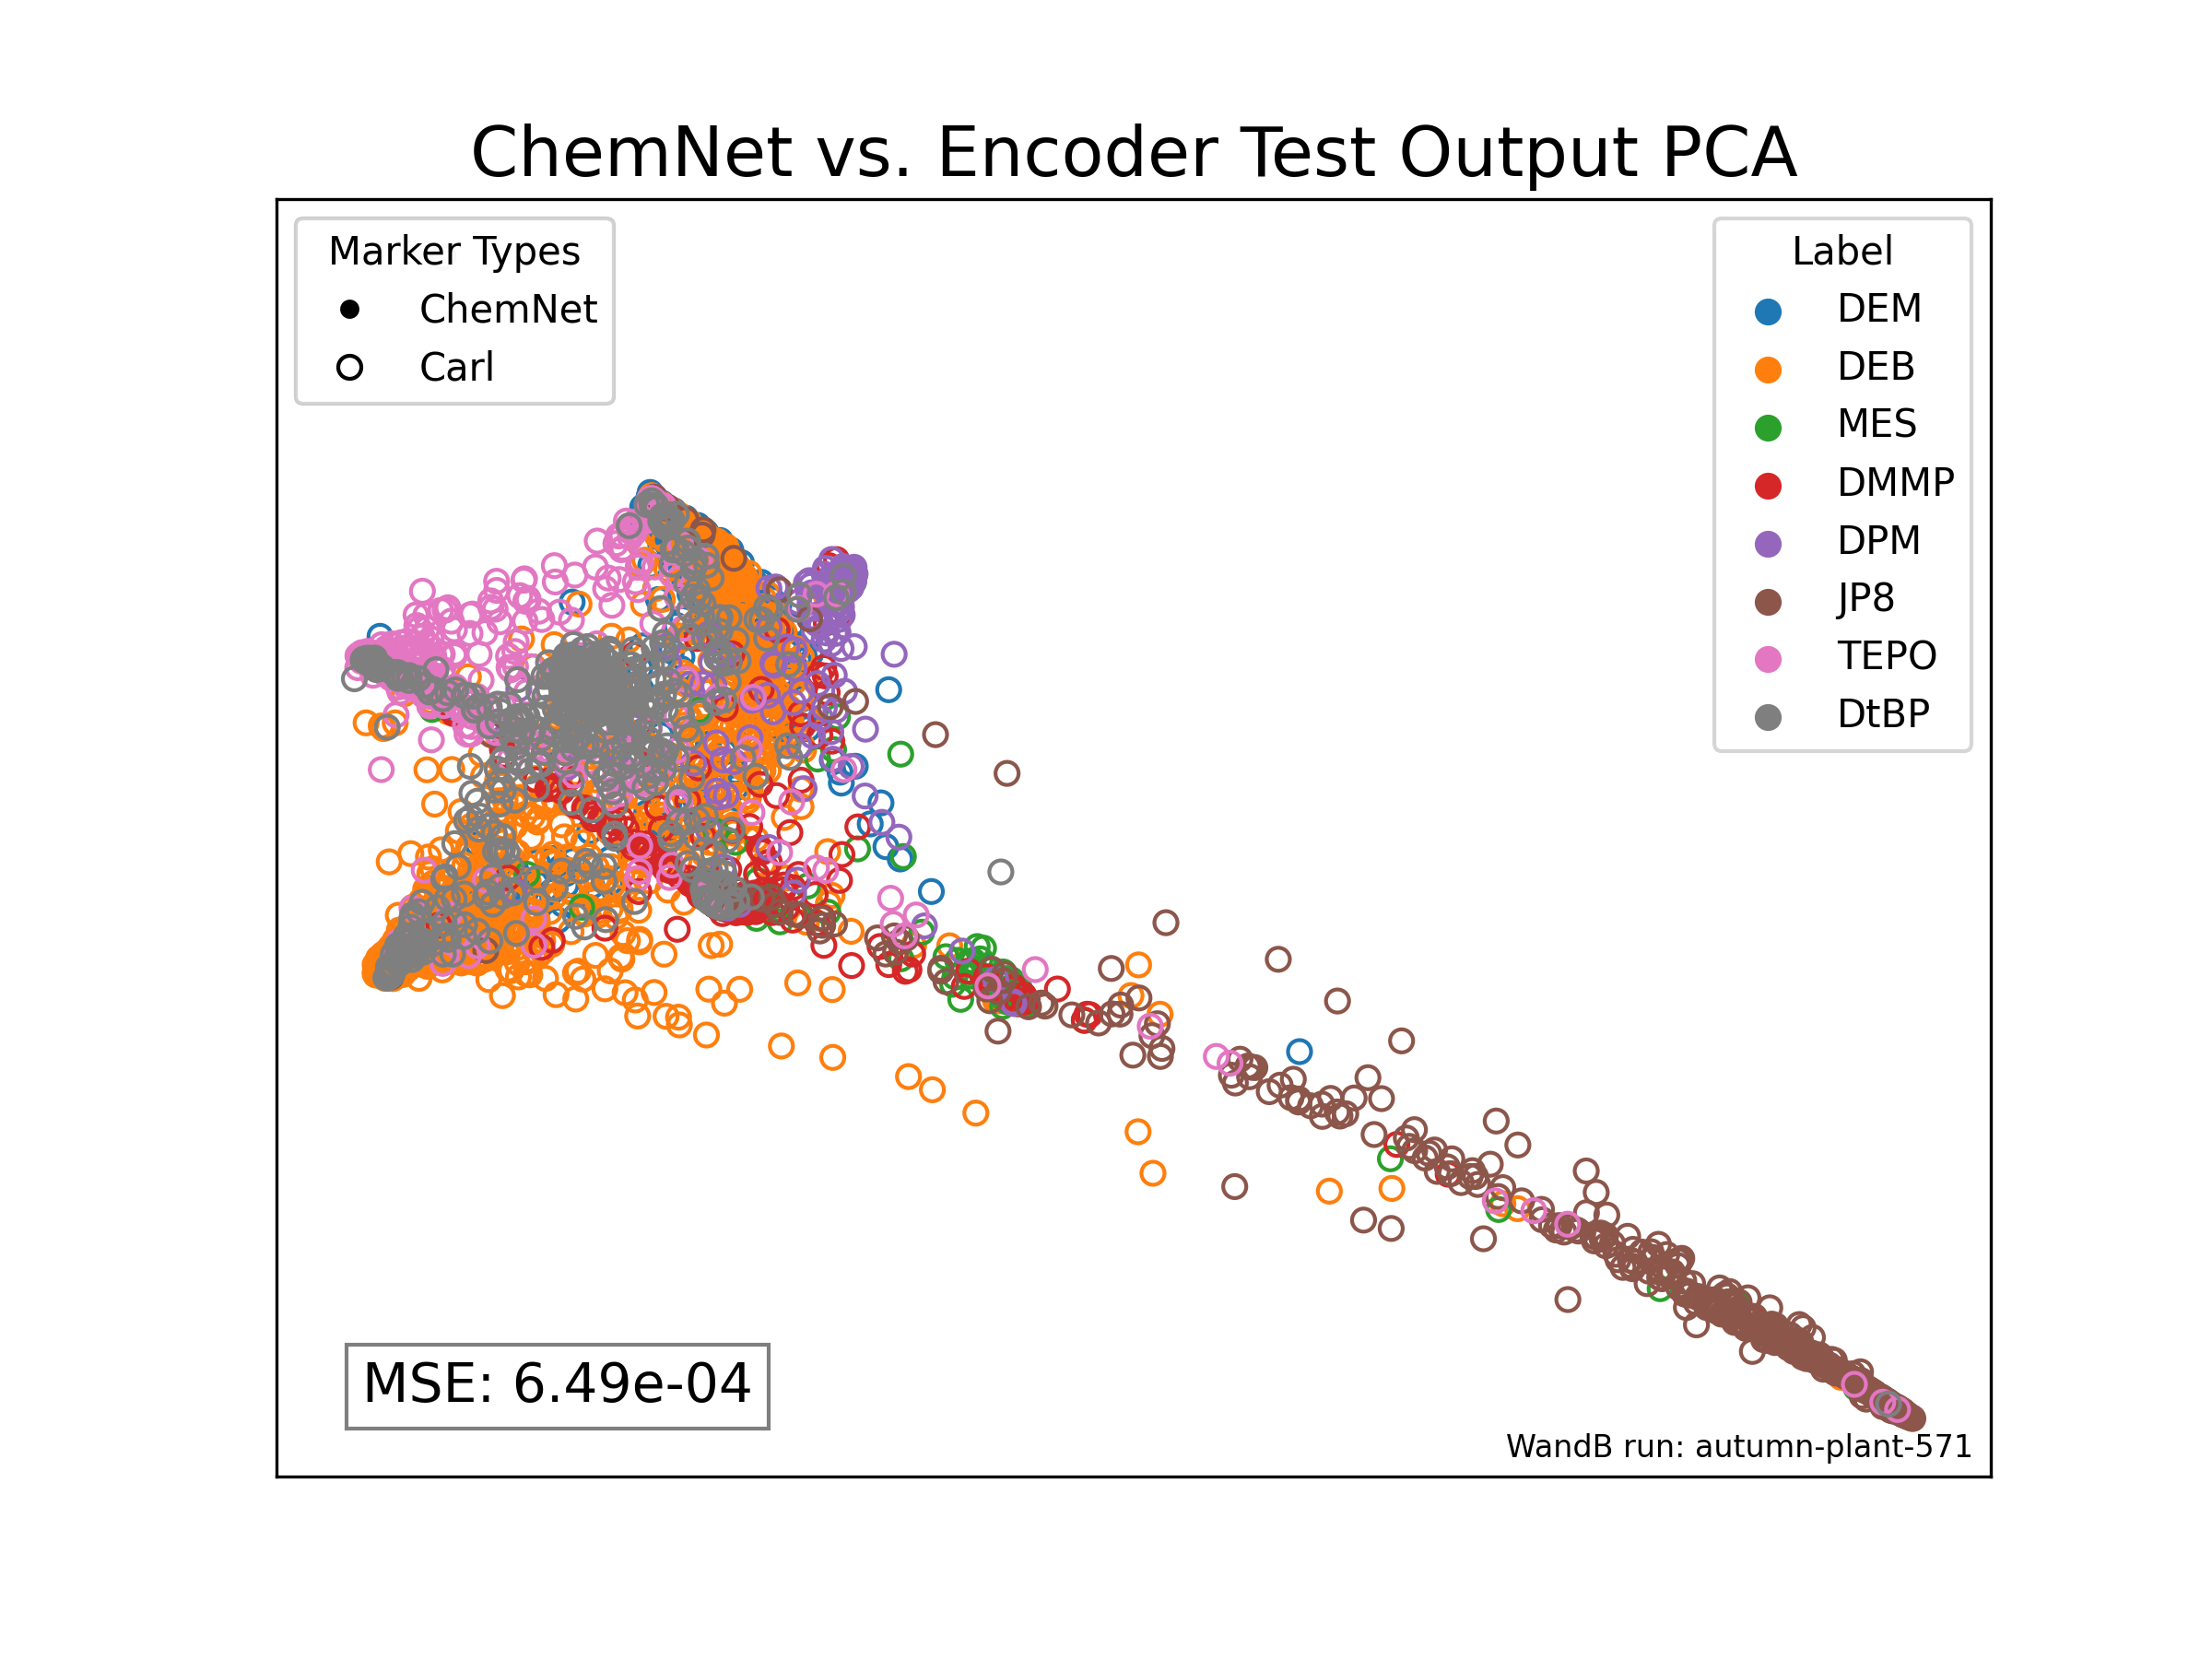 ChemNet vs. Encoder Test Output PCA
Marker Types
ChemNet
Carl
Label
DEM
DEB
MES
DMMP
DPM
JP8
TEPO
DtBP
MSE: 6.49e-04
WandB run: autumn-plant-571